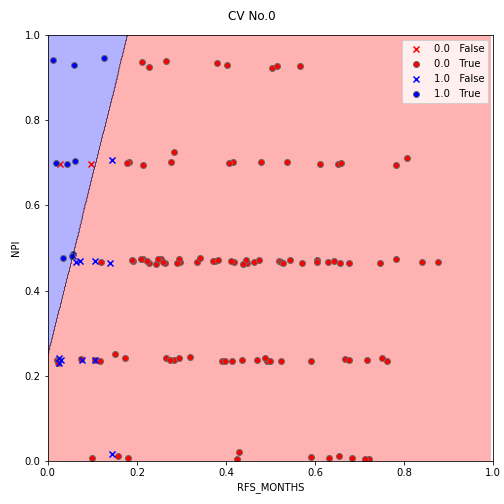 CV No.0
1.0
0.8
0.6
0.4
0.2
0.0
NPI
0.0 False
0.0 True
1.0 False
1.0 True
0.0 0.2 0.4 0.6 0.8 1.0
RFS_MONTHS